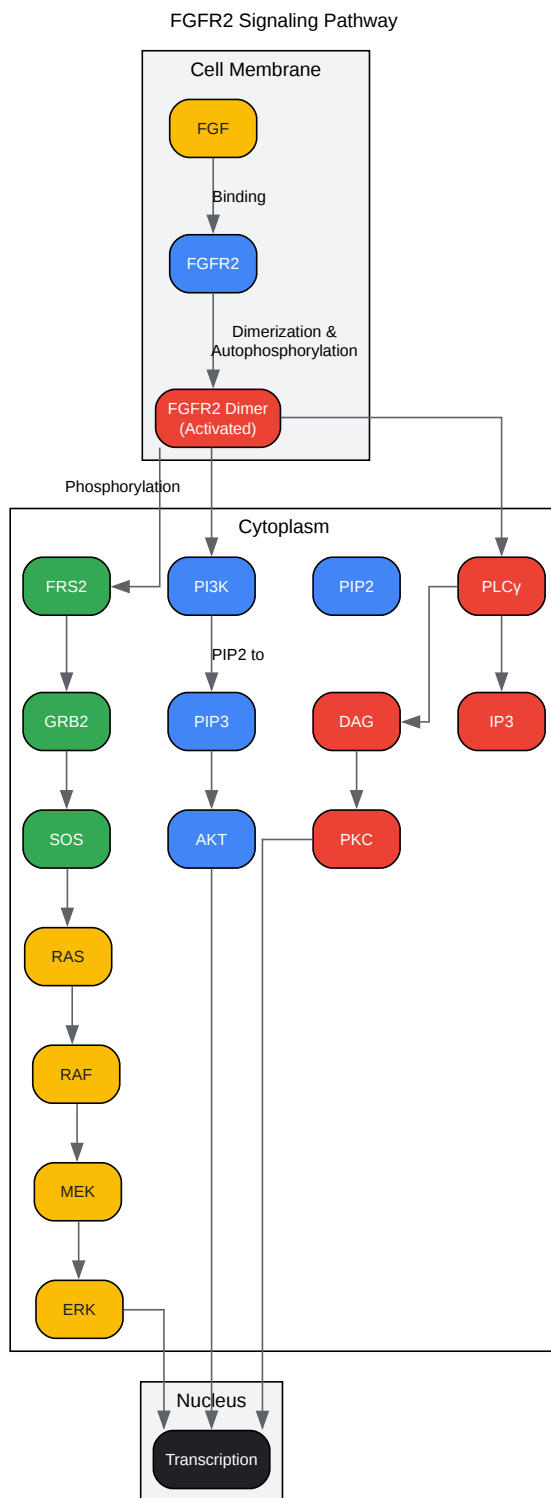 FGFR2 Signaling Pathway
Cell Membrane
FGF
Binding
FGFR2
Dimerization &
Autophosphorylation
FGFR2 Dimer
(Activated)
Phosphorylation
Cytoplasm
FRS2
PI3K
PIP2
PLCγ
PIP2 to
GRB2
PIP3
DAG
IP3
SOS
AKT
PKC
RAS
RAF
MEK
ERK
Nucleus
Transcription